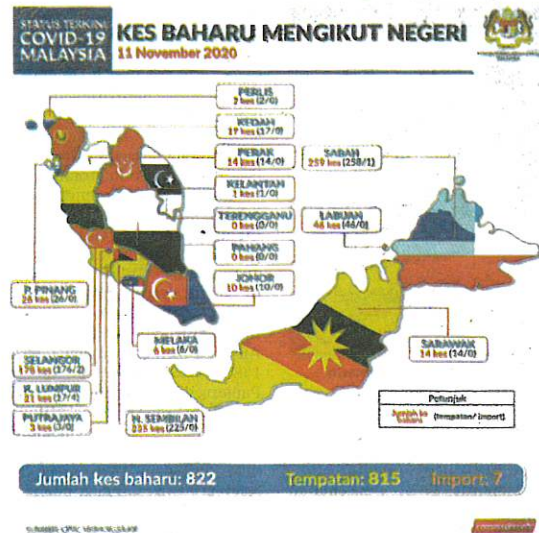 STATUS TERKINI
COVID-19
MALAYSIA
KES BAHARU MENGIKUT NEGERI
11 November 2020
PERLIS
2 kes (2/0)
KEDAH
17 kes (17/0)
PERAK
14 kes (14/0)
SABAH
259 kes (258/1)
KELANTAN
1 kes (1/0)
TERENGGANU
0 kes (0/0)
LABUAN
46 kes (46/0)
PAHANG
0 kes (0/0)
JOHOR
10 kes (10/0)
P. PINANG
26 kes (26/0)
MELAKA
6 kes (6/0)
SARAWAK
14 kes (14/0)
SELANGOR
178 kes (176/2)
K. LUMPUR
21 kes (17/4)
PUTRAJAYA
3 kes (3/0)
N. SEMBILAN
225 kes (225/0)
Petunjuk
Jumlah kes
baharu (tempatan/ import)
Jumlah kes baharu: 822
Tempatan: 815
Import: 7